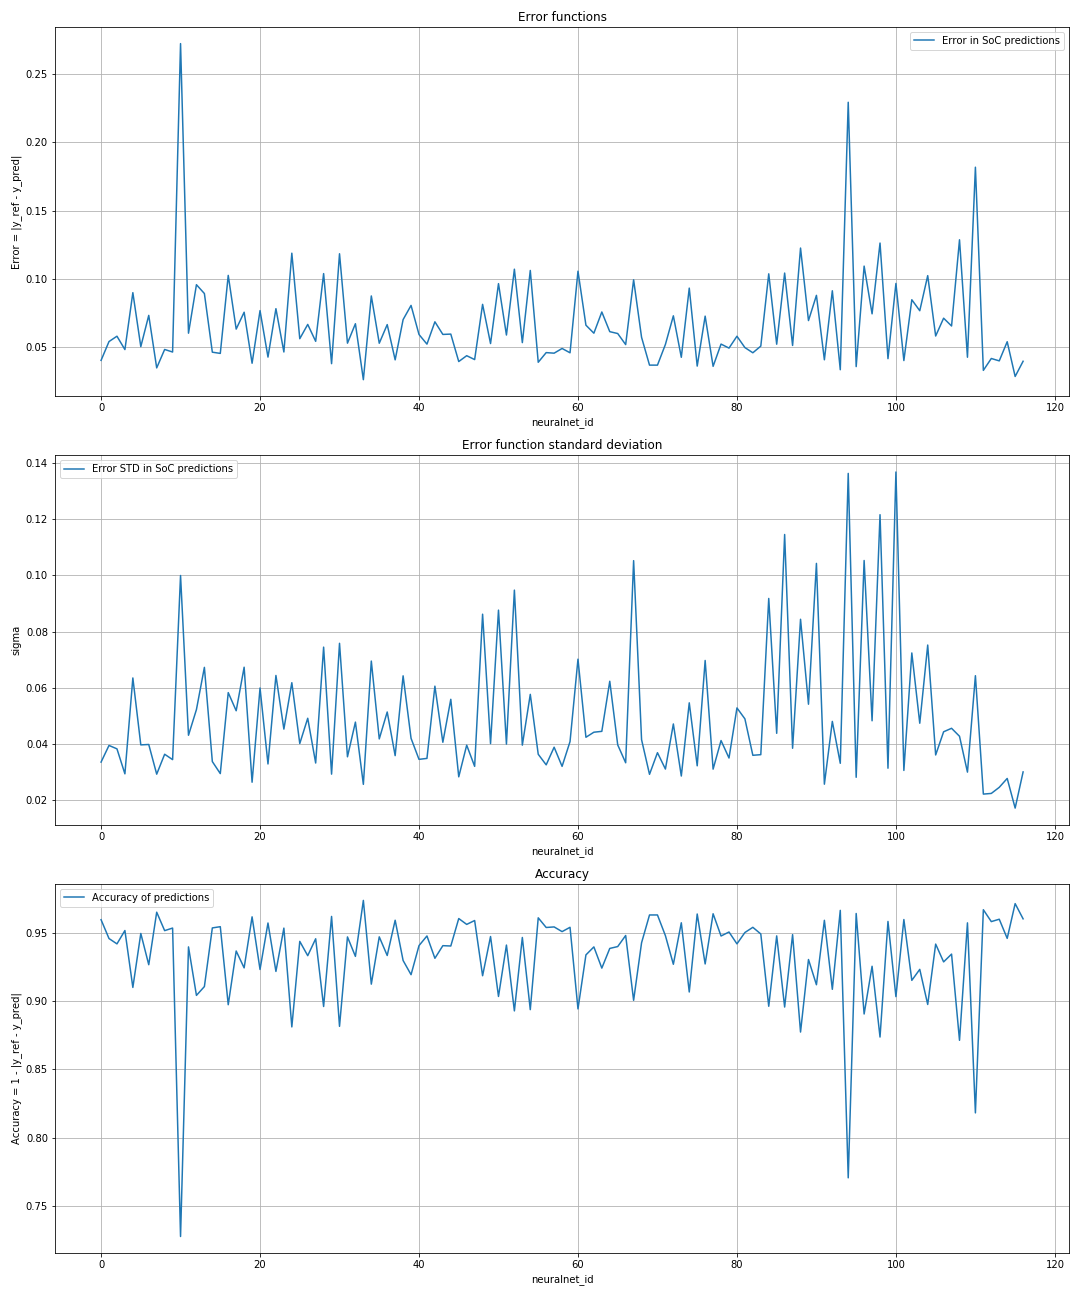 Error functions
Error in SoC predictions
Error = |y_ref - y_pred|
0.25
0.20
0.15
0.10
0.05
0 20 40 60 80 100 120
neuralnet_id
Error function standard deviation
Error STD in SoC predictions
sigma
0.14
0.12
0.10
0.08
0.06
0.04
0.02
0 20 40 60 80 100 120
neuralnet_id
Accuracy
Accuracy of predictions
Accuracy = 1 - |y_ref - y_pred|
0.95
0.90
0.85
0.80
0.75
0 20 40 60 80 100 120
neuralnet_id